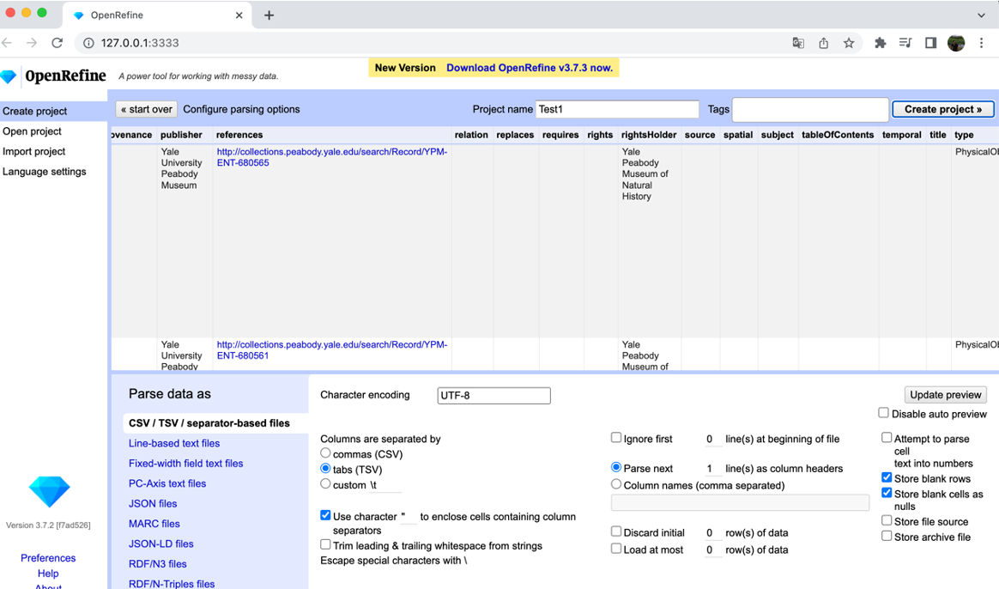 OpenRefine
127.0.0.1:3333
New Version Download OpenRefine v3.7.3 now.
OpenRefine A power tool for working with messy data.
Create project
Open project
Import project
Language settings
« start over Configure parsing options Project name Test1 Tags Create project »
ovenance publisher references relation replaces requires rights rightsHolder source spatial subject tableOfContents temporal title type
Yale
University
Peabody
Museum
http://collections.peabody.yale.edu/search/Record/YPM-
ENT-680565
Yale
Peabody
Museum of
Natural
History
PhysicalOb
Yale
University
Peabody
http://collections.peabody.yale.edu/search/Record/YPM-
ENT-680561
Yale
Peabody
Museum of
PhysicalOb
Parse data as
CSV / TSV / separator-based files
Line-based text files
Fixed-width field text files
PC-Axis text files
JSON files
MARC files
JSON-LD files
RDF/N3 files
RDF/N-Triples files
Character encoding UTF-8
Update preview
Disable auto preview
Columns are separated by
commas (CSV)
tabs (TSV)
custom \t
Use character " to enclose cells containing column
separators
Trim leading & trailing whitespace from strings
Escape special characters with \
Ignore first 0 line(s) at beginning of file
Parse next 1 line(s) as column headers
Column names (comma separated)
Discard initial 0 row(s) of data
Load at most 0 row(s) of data
Attempt to parse
cell
text into numbers
Store blank rows
Store blank cells as
nulls
Store file source
Store archive file
Version 3.7.2 [f7ad526]
Preferences
Help
About